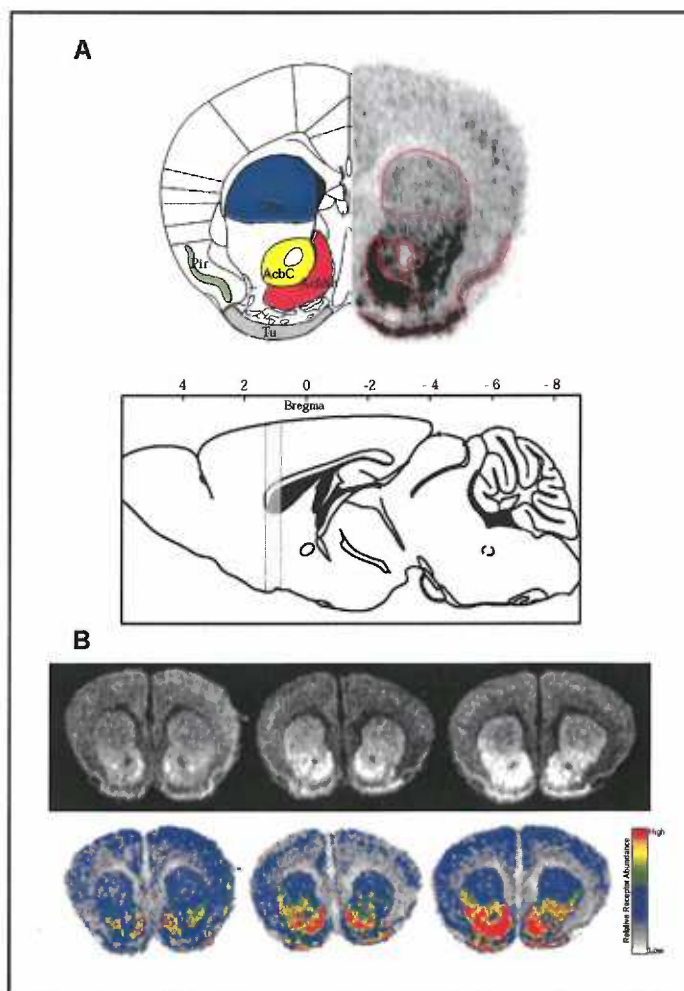 A
Pir
AcbC
Tu
4 2 0 -2 - 4 - 6 - 8
Bregma
B
High
Relative Receptor Abundance
Low